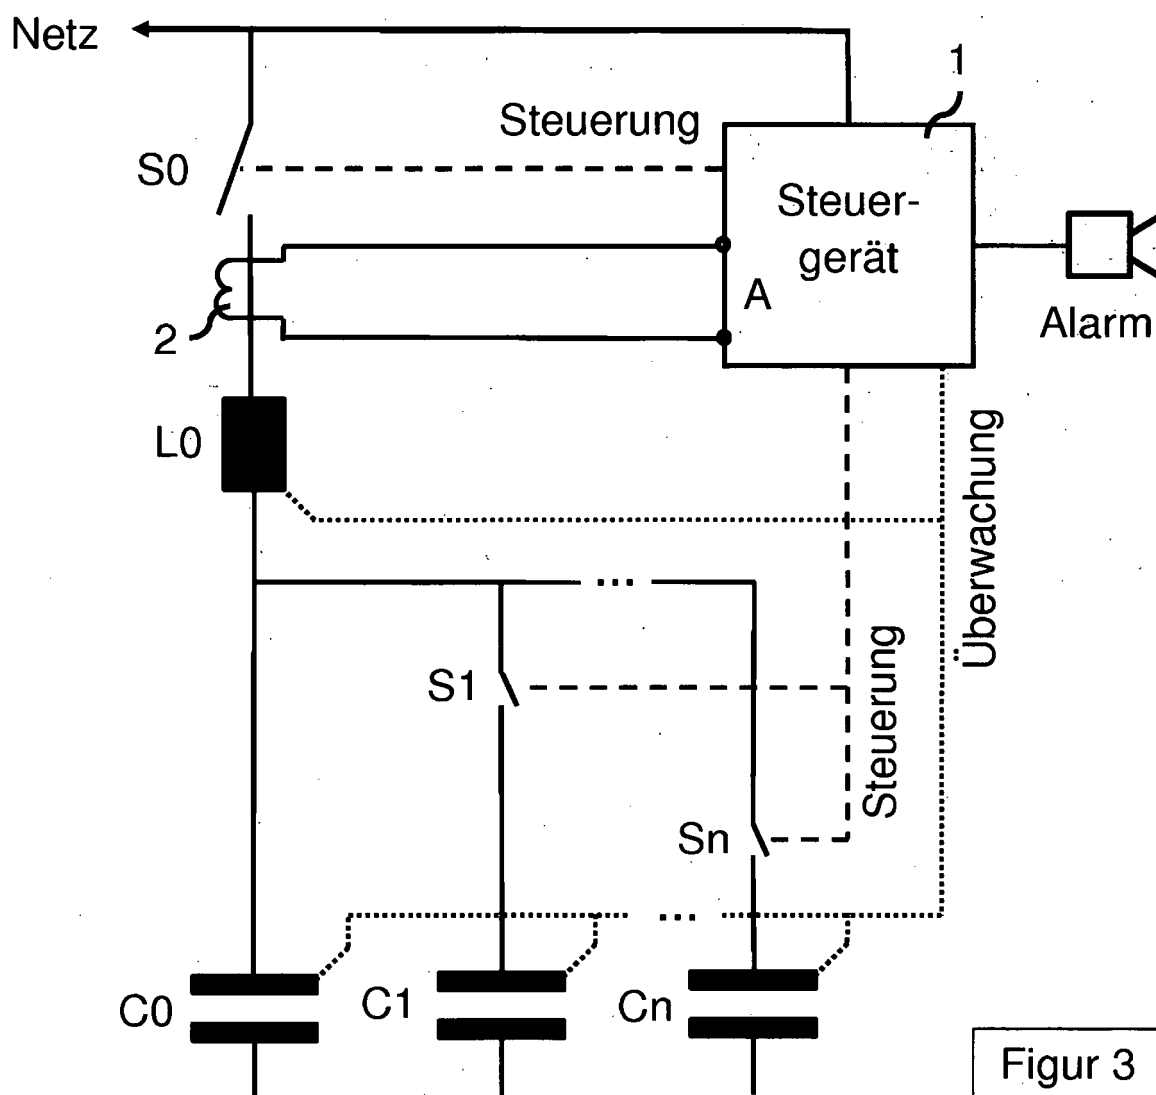 Netz
1
Steuerung
S0
Steuer-
gerät
A
2
Alarm
L0
Überwachung
Steuerung
S1
Sn
...
...
C0
C1
Cn
Figur 3